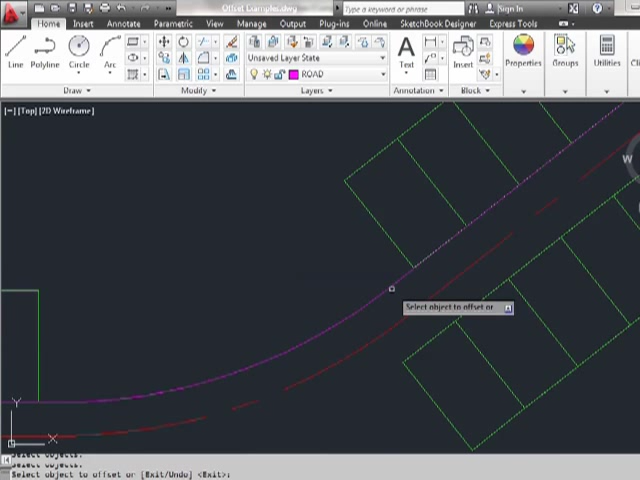 Offset Examples.dwg
Type a keyword or phrase
Sign In
Home Insert Annotate Parametric View Manage Output Plug-ins Online SketchBook Designer Express Tools
Unsaved Layer State
ROAD
Line Polyline Circle Arc Text Insert Properties Groups Utilities
Draw Modify Layers Annotation Block
[−] [Top] [2D Wireframe]
W
Select object to offset or
Y
X
Select objects:
Select objects:
Select object to offset or [Exit/Undo] <Exit>: